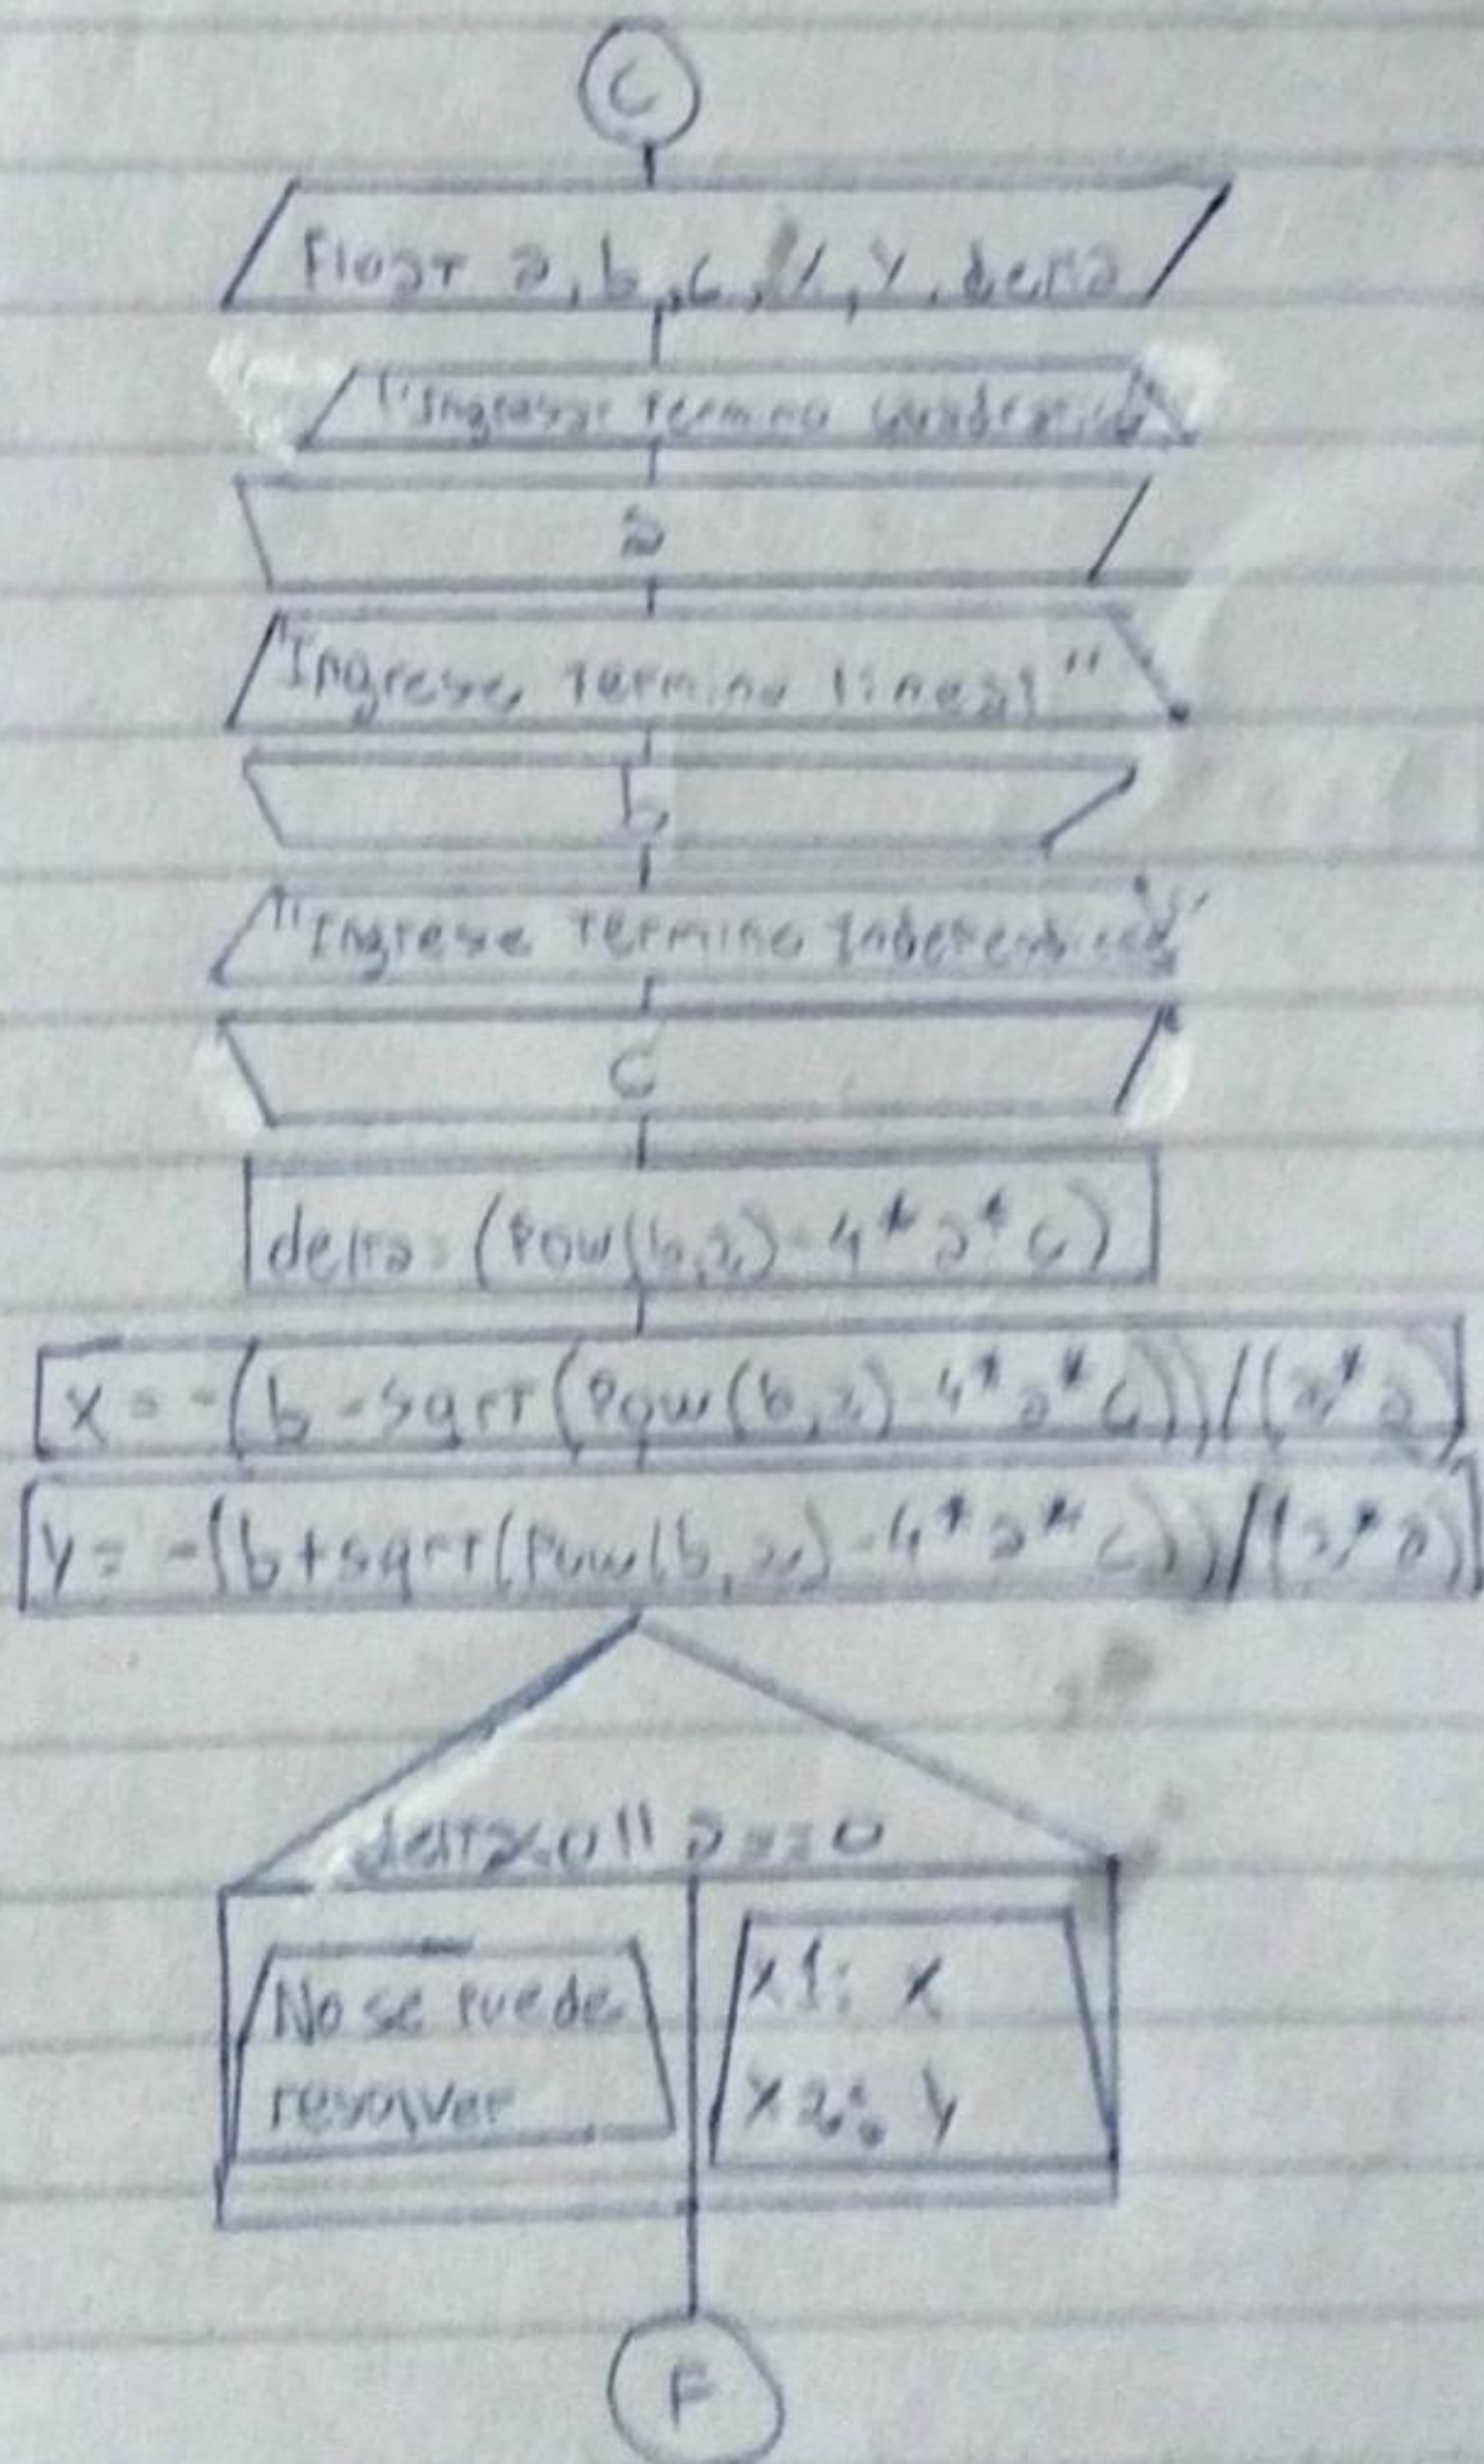 C
Float a, b, c, x, y, delta
"Ingrese termino cuadratico"
a
"Ingrese termino lineal"
b
"Ingrese termino independiente"
c
delta = (Pow(b,2)-4*a*c)
x = -(b-sqrt(Pow(b,2)-4*a*c))/(2*a)
y = -(b+sqrt(Pow(b,2)-4*a*c))/(2*a)
delta<0 || a==0
No se puede
resolver
x1: x
x2: y
F